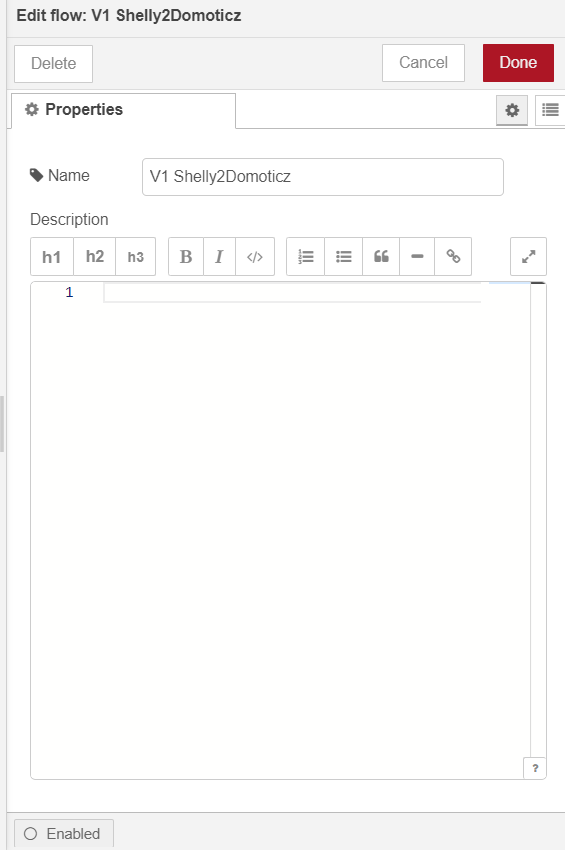 Edit flow: V1 Shelly2Domoticz
Delete
Cancel
Done
Properties
Name
V1 Shelly2Domoticz
Description
h1 h2 h3 B I </>
1
?
Enabled